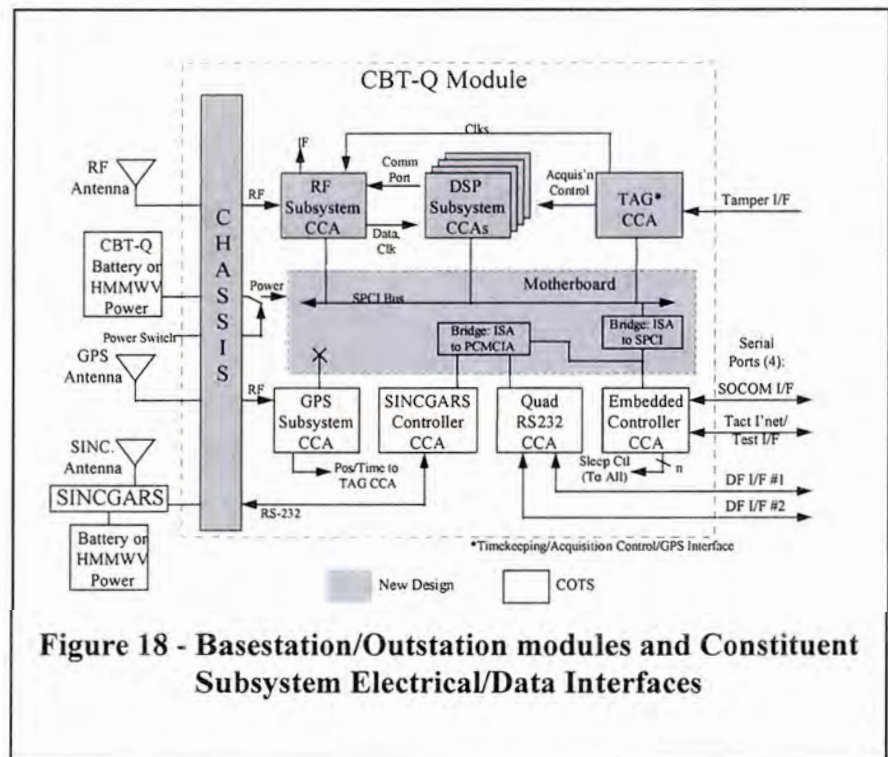 CBT-Q Module
Clks
IF
Comm
Port
RF
Antenna
RF
RF
Subsystem
CCA
DSP
Subsystem
CCAs
Acquis'n
Control
TAG*
CCA
Tamper I/F
Data,
Clk
CHASSIS
CBT-Q
Battery or
HMMWV
Power
Power
Motherboard
SPCI Bus
Power Switch
Bridge: ISA
to PCMCIA
Bridge: ISA
to SPCI
GPS
Antenna
RF
GPS
Subsystem
CCA
SINCGARS
Controller
CCA
Quad
RS232
CCA
Embedded
Controller
CCA
Serial
Ports (4):
SOCOM I/F
Tact I'net/
Test I/F
Sleep Ctl
(To All)
n
Pos/Time to
TAG CCA
DF I/F #1
DF I/F #2
SINC.
Antenna
SINCGARS
RS-232
Battery or
HMMWV
Power
*Timekeeping/Acquisition Control/GPS Interface
New Design
COTS
Figure 18 - Basestation/Outstation modules and Constituent
Subsystem Electrical/Data Interfaces